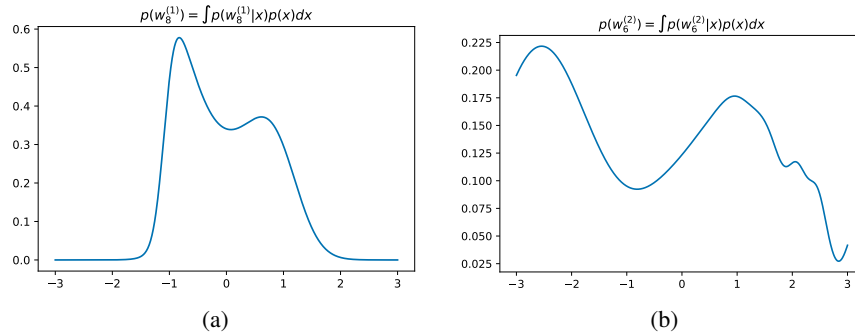 p(w_8^{(1)}) = ∫p(w_8^{(1)}|x)p(x)dx
0.6
0.5
0.4
0.3
0.2
0.1
0.0
−3 −2 −1 0 1 2 3
(a)
p(w_6^{(2)}) = ∫p(w_6^{(2)}|x)p(x)dx
0.225
0.200
0.175
0.150
0.125
0.100
0.075
0.050
0.025
−3 −2 −1 0 1 2 3
(b)